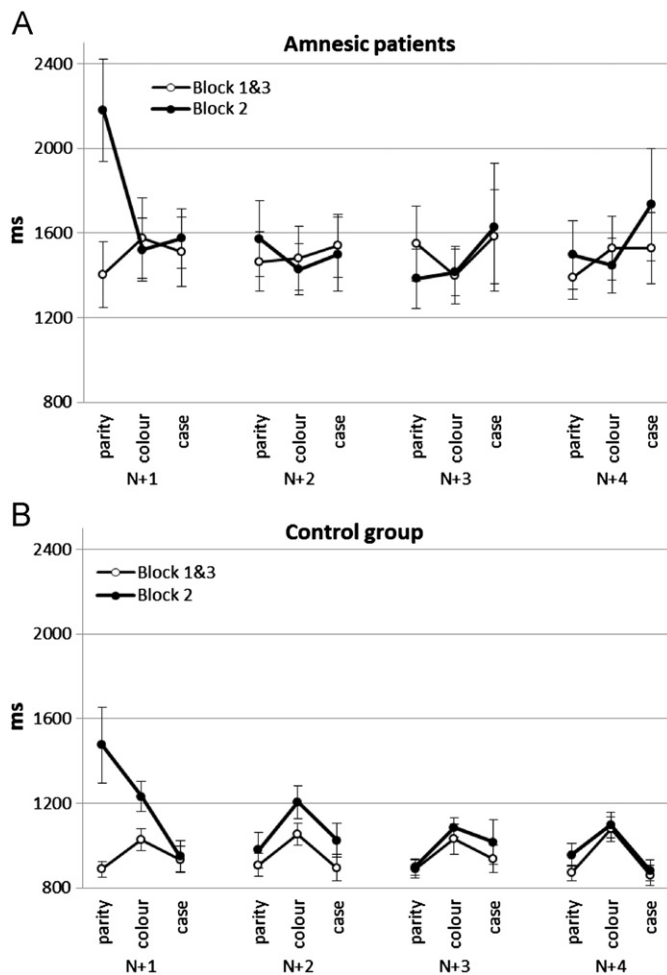 A
Amnesic patients
2400
Block 1&3
Block 2
2000
ms
1600
1200
800
parity colour case parity colour case parity colour case parity colour case
N+1 N+2 N+3 N+4
B
Control group
2400
Block 1&3
Block 2
2000
ms
1600
1200
800
parity colour case parity colour case parity colour case parity colour case
N+1 N+2 N+3 N+4